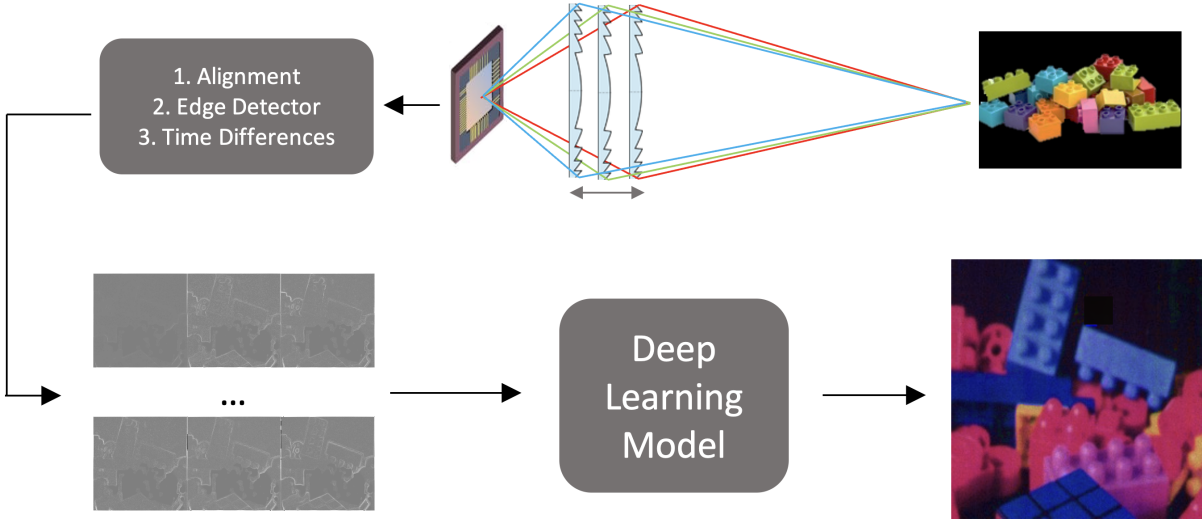 1. Alignment
2. Edge Detector
3. Time Differences
...
Deep
Learning
Model